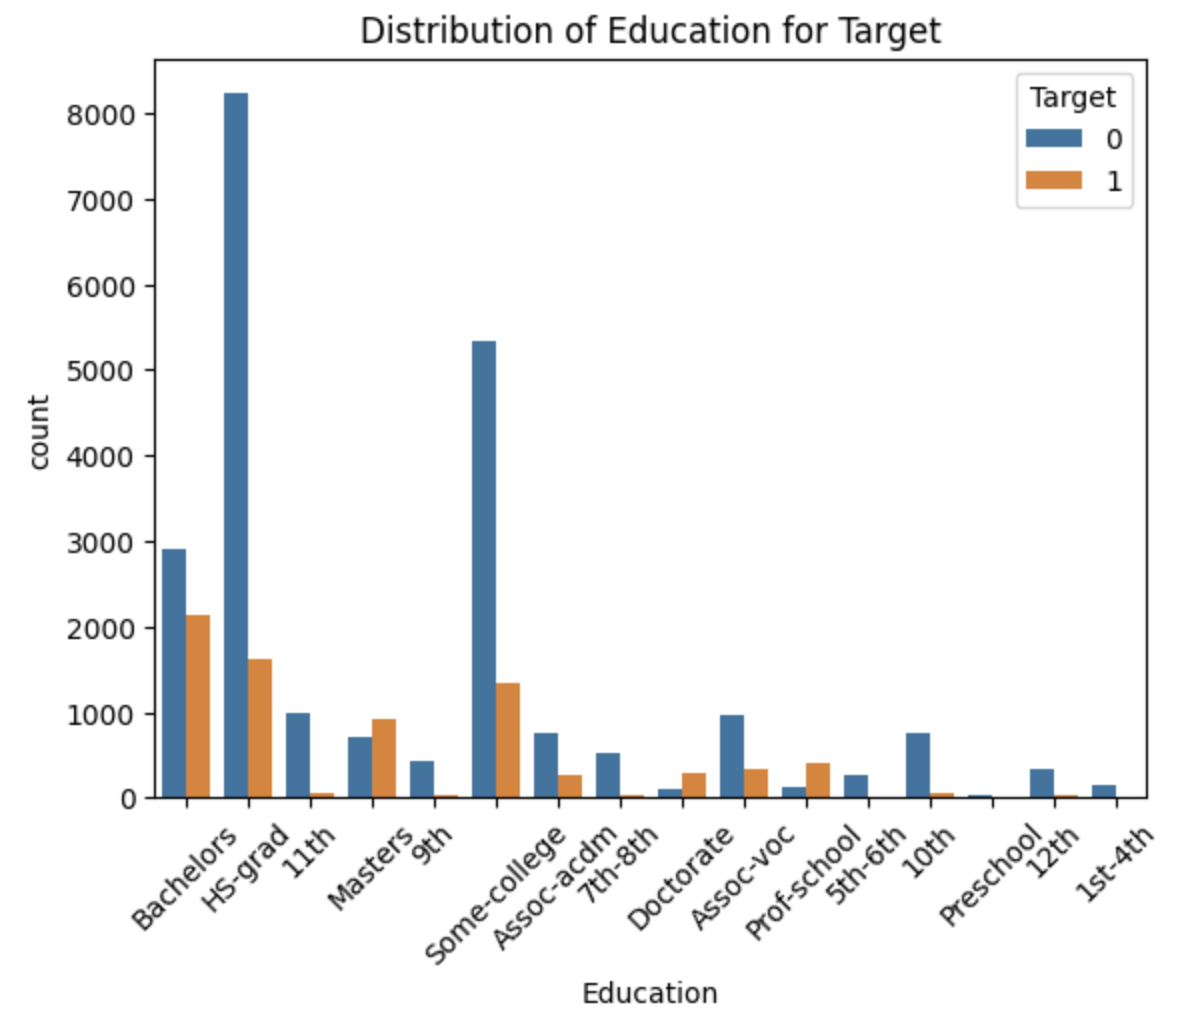 Distribution of Education for Target
Target
0
1
8000
7000
6000
5000
4000
3000
2000
1000
0
count
Bachelors
HS-grad
11th
Masters
9th
Some-college
Assoc-acdm
7th-8th
Doctorate
Assoc-voc
Prof-school
5th-6th
10th
Preschool
12th
1st-4th
Education